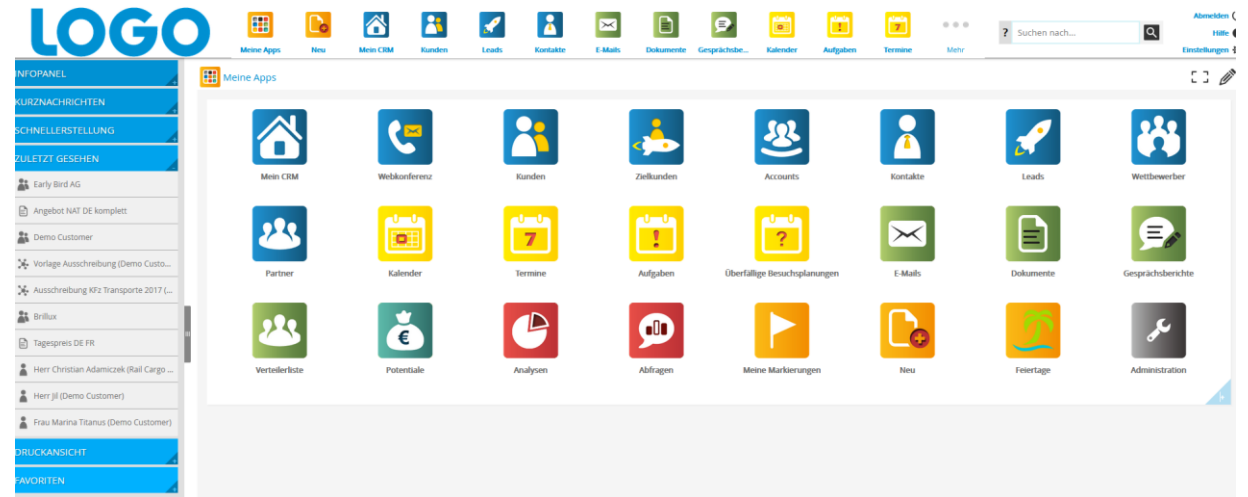 LOGO
Meine Apps
Neu
Mein CRM
Kunden
Leads
Kontakte
E-Mails
Dokumente
Gesprächsbe...
Kalender
Aufgaben
Termine
Mehr
? Suchen nach...
Abmelden
Hilfe
Einstellungen
INFOPANEL
KURZNACHRICHTEN
SCHNELLERSTELLUNG
ZULETZT GESEHEN
Early Bird AG
Angebot NAT DE komplett
Demo Customer
Vorlage Ausschreibung (Demo Custo...
Ausschreibung KFz Transporte 2017 (...
Brillux
Tagespreis DE FR
Herr Christian Adamiczek (Rail Cargo ...
Herr Jil (Demo Customer)
Frau Marina Titanus (Demo Customer)
DRUCKANSICHT
FAVORITEN
Meine Apps
Mein CRM
Webkonferenz
Kunden
Zielkunden
Accounts
Kontakte
Leads
Wettbewerber
Partner
Kalender
Termine
Aufgaben
Überfällige Besuchsplanungen
E-Mails
Dokumente
Gesprächsberichte
Verteilerliste
Potentiale
Analysen
Abfragen
Meine Markierungen
Neu
Feiertage
Administration